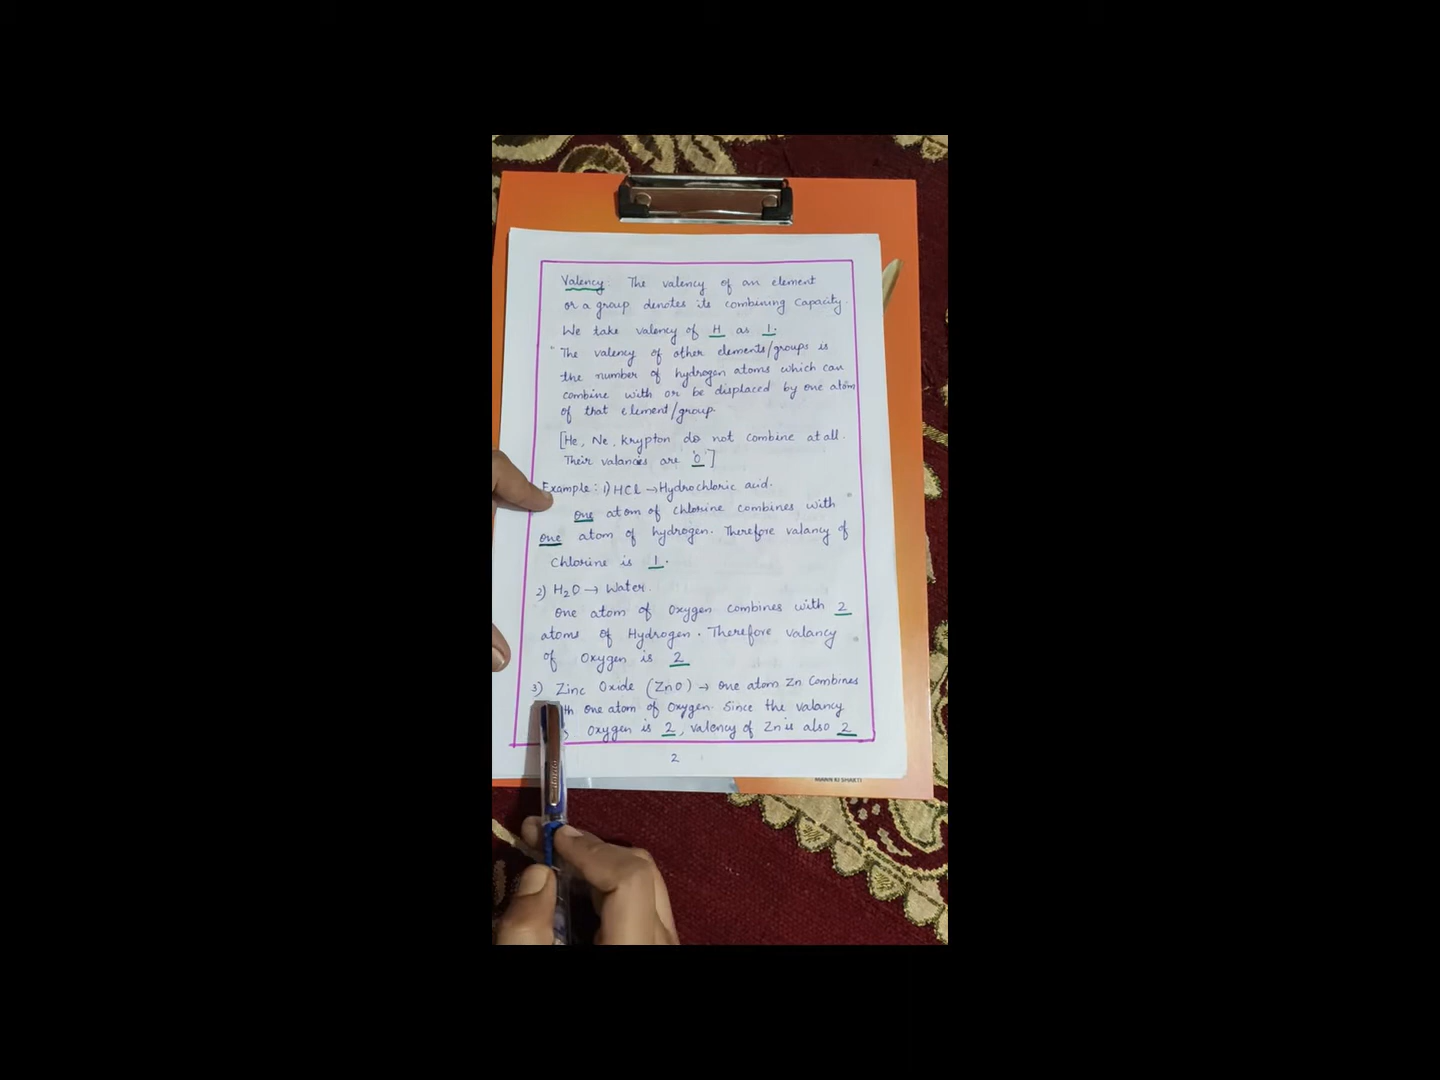 Valency: The valency of an element
or a group denotes its combining capacity.
We take valency of H as 1.
"The valency of other elements/groups is
the number of hydrogen atoms which can
combine with or be displaced by one atom
of that element/group.
[He, Ne, Krypton do not combine at all.
Their valancies are '0']
Example: 1) HCl → Hydrochloric acid.
One atom of chlorine combines with
one atom of hydrogen. Therefore valancy of
Chlorine is 1.
2) H2O → Water.
One atom of Oxygen combines with 2
atoms of Hydrogen. Therefore valancy
of Oxygen is 2
3) Zinc Oxide (ZnO) → One atom Zn Combines
th one atom of Oxygen. Since the valancy
Oxygen is 2, valency of Zn is also 2
2